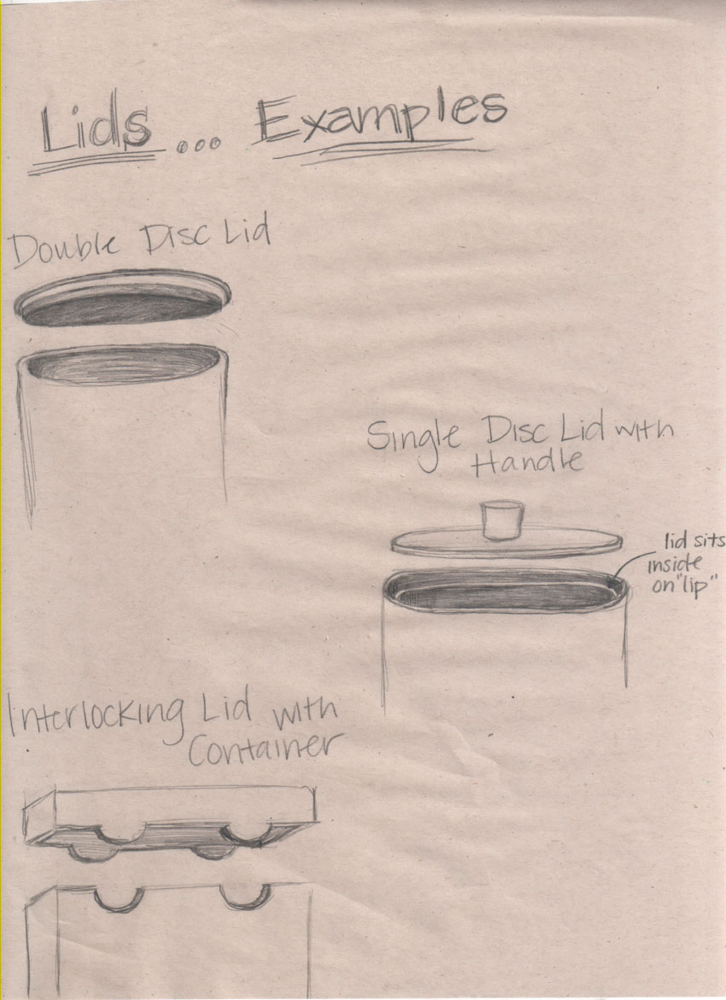 Lids... Examples
Double Disc Lid
Single Disc Lid with
Handle
lid sits
inside
on "lip"
Interlocking Lid with
Container